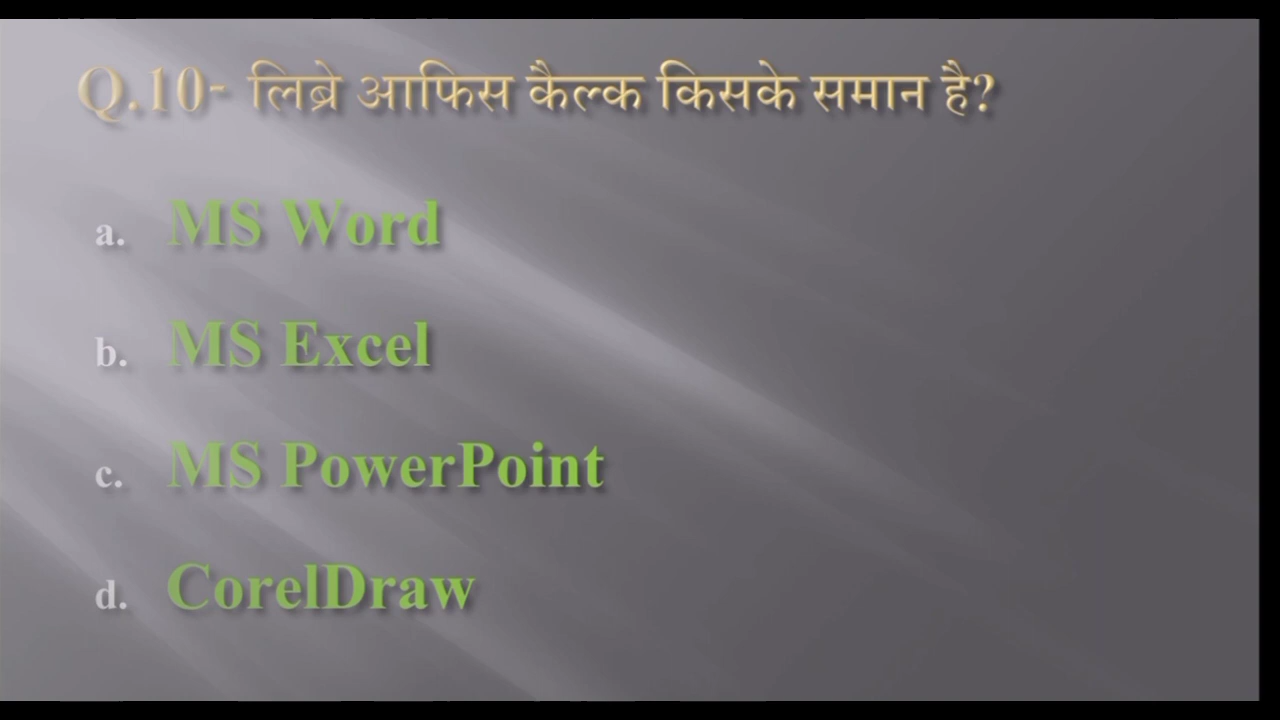 Q.10- लिब्रे आफिस कैल्क किसके समान है?
a. MS Word
b. MS Excel
c. MS PowerPoint
d. CorelDraw